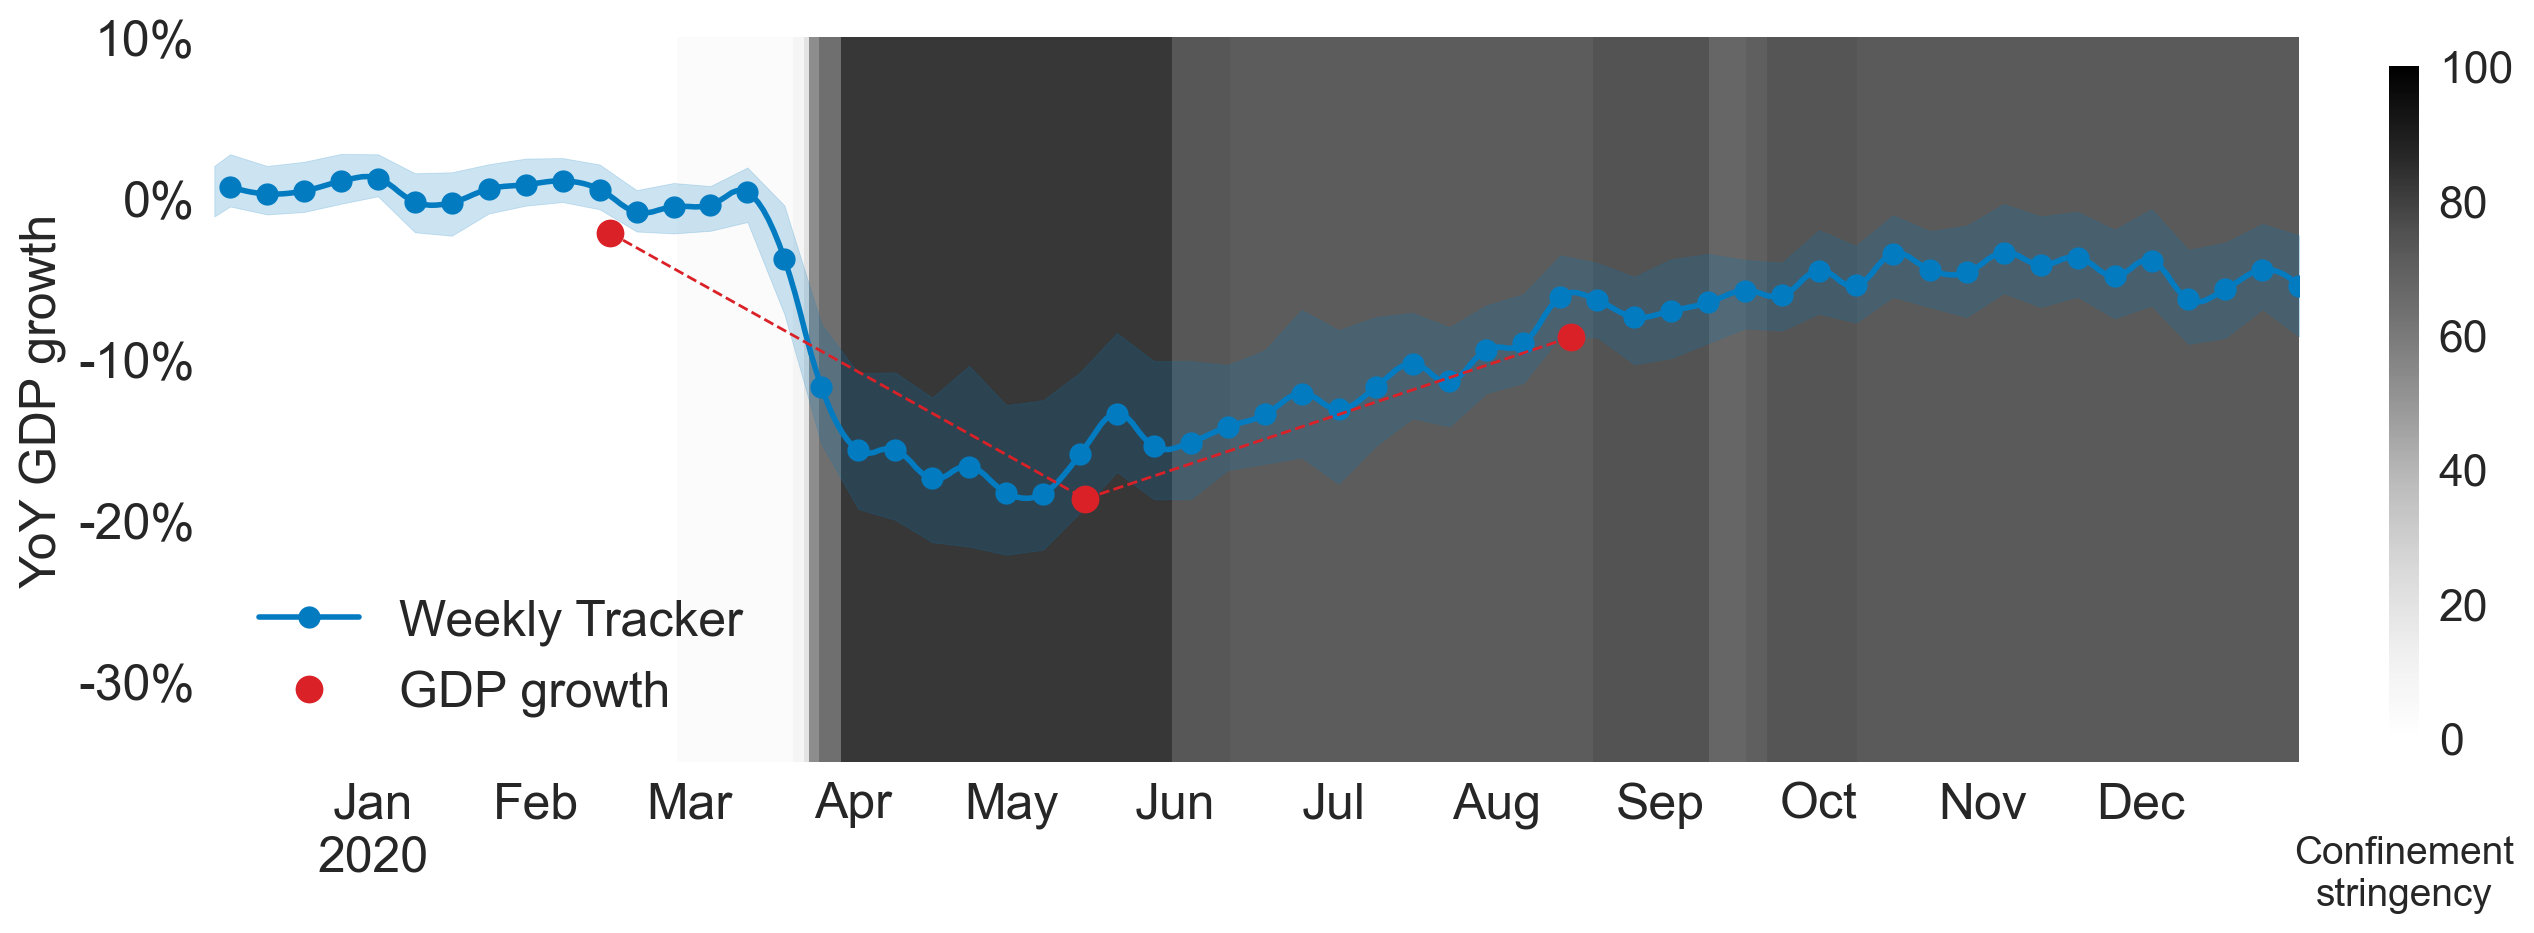 10%
0%
-10%
-20%
-30%
YoY GDP growth
Weekly Tracker
GDP growth
Jan Feb Mar Apr May Jun Jul Aug Sep Oct Nov Dec
2020
100
80
60
40
20
0
Confinement
stringency